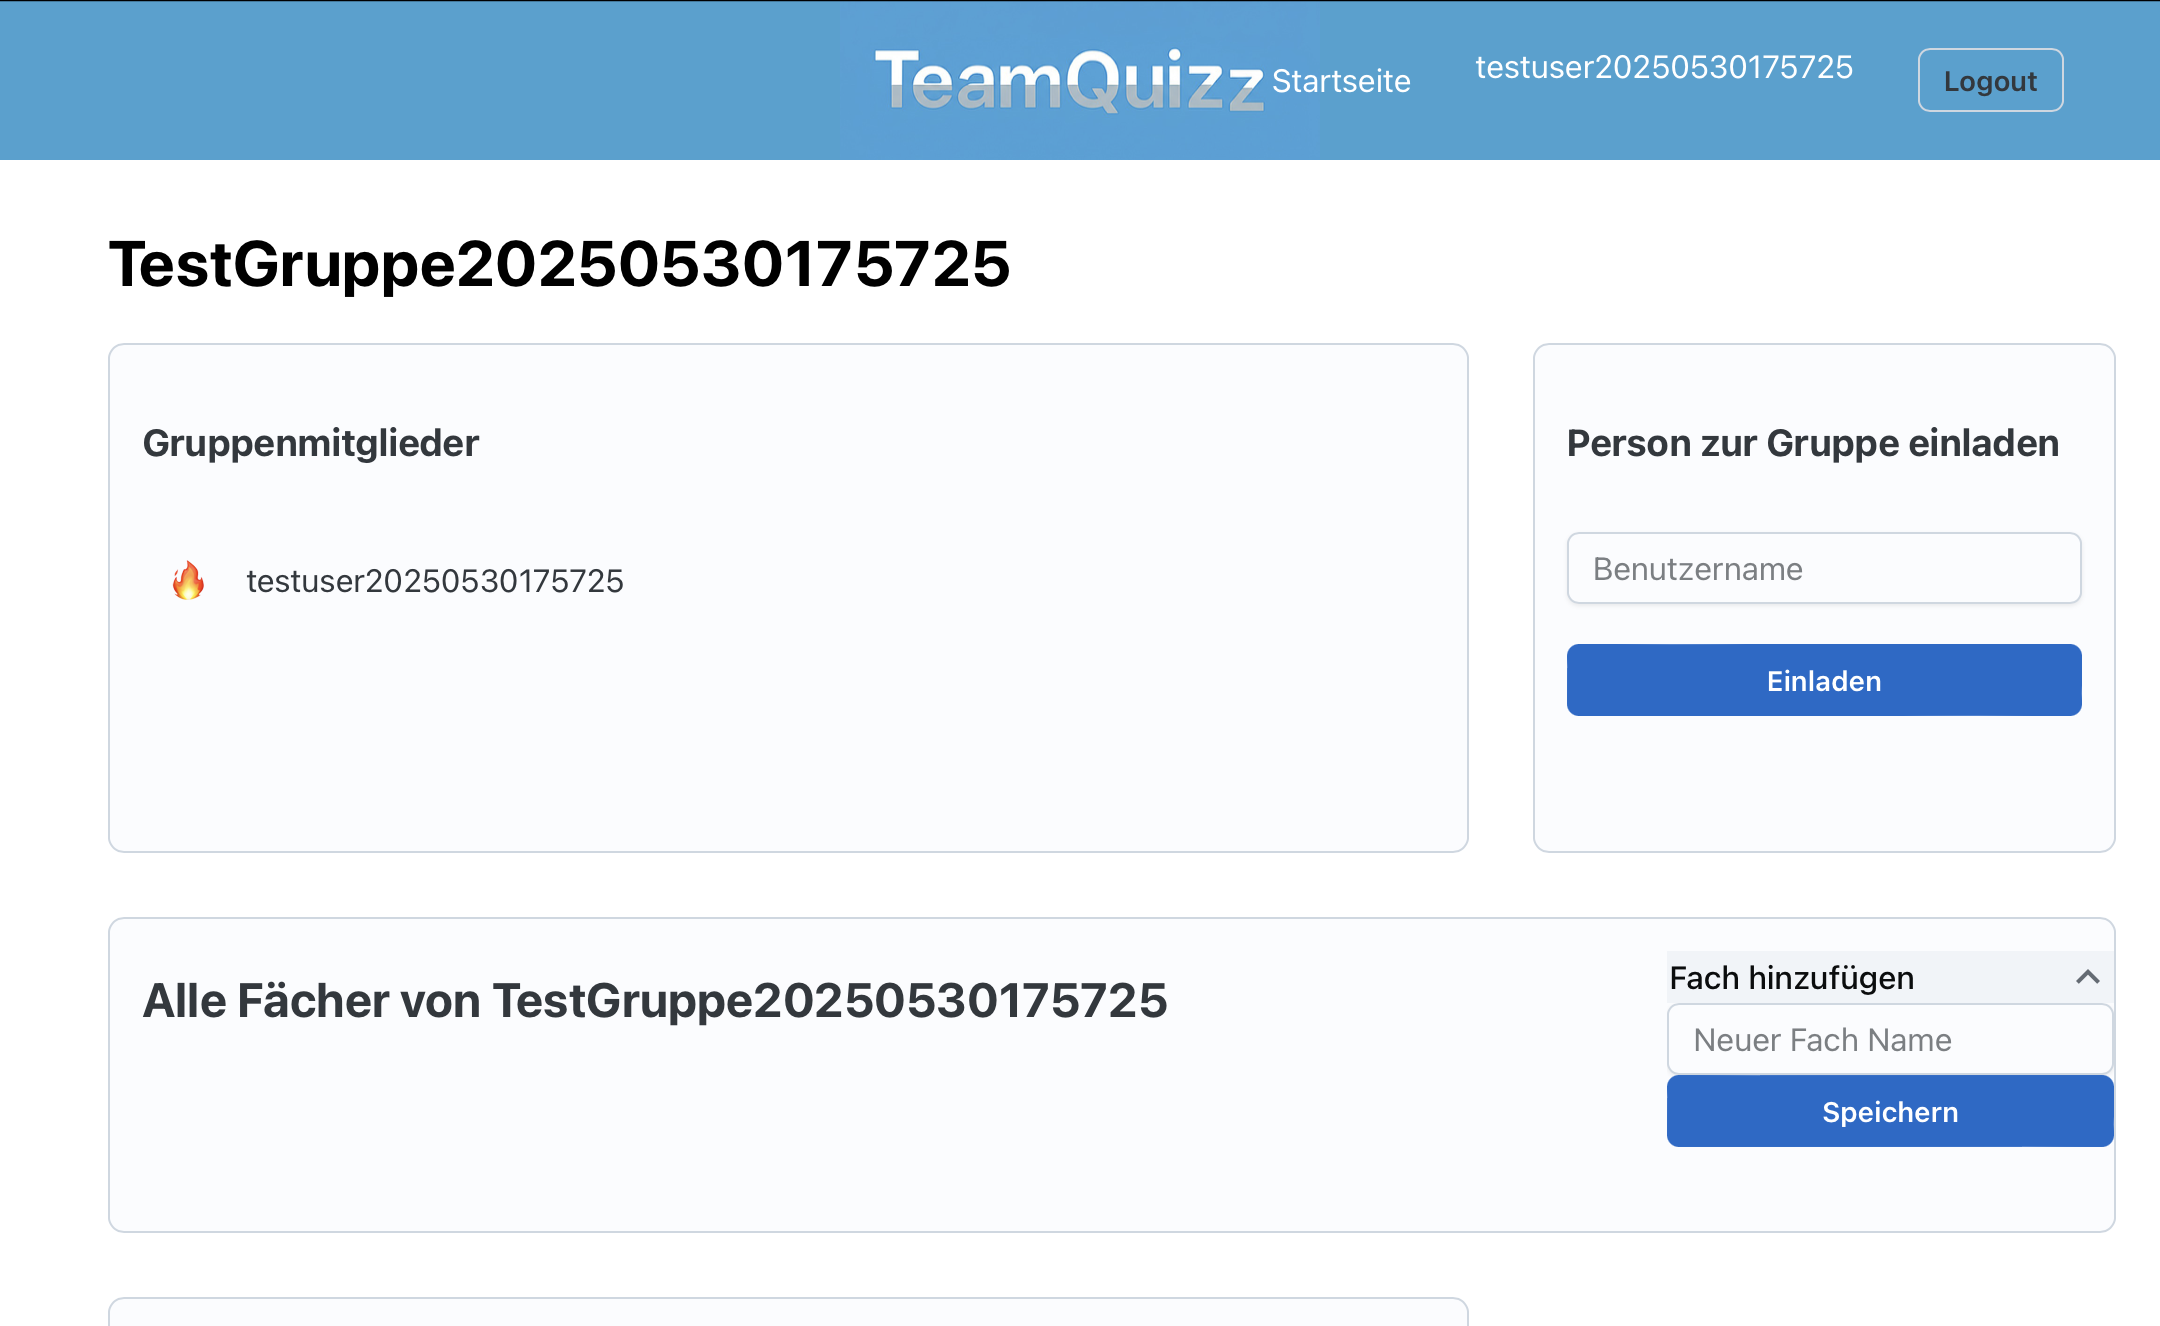 TeamQuizz Startseite testuser20250530175725 Logout
TestGruppe20250530175725
Gruppenmitglieder
testuser20250530175725
Person zur Gruppe einladen
Benutzername
Einladen
Alle Fächer von TestGruppe20250530175725
Fach hinzufügen
Neuer Fach Name
Speichern